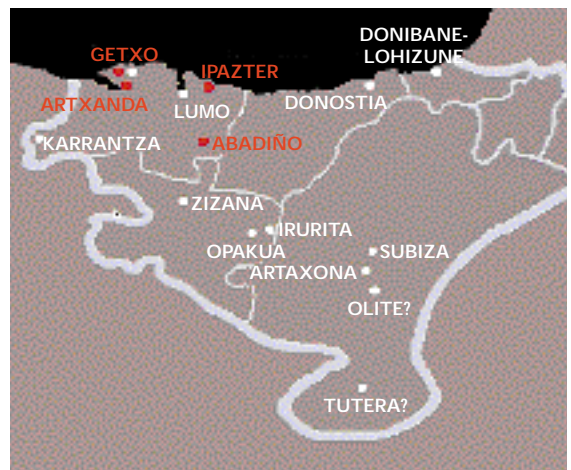 DONIBANE-
LOHIZUNE
GETXO
IPAZTER
ARTXANDA
LUMO
DONOSTIA
KARRANTZA
ABADIÑO
ZIZANA
IRURITA
OPAKUA
SUBIZA
ARTAXONA
OLITE?
TUTERA?